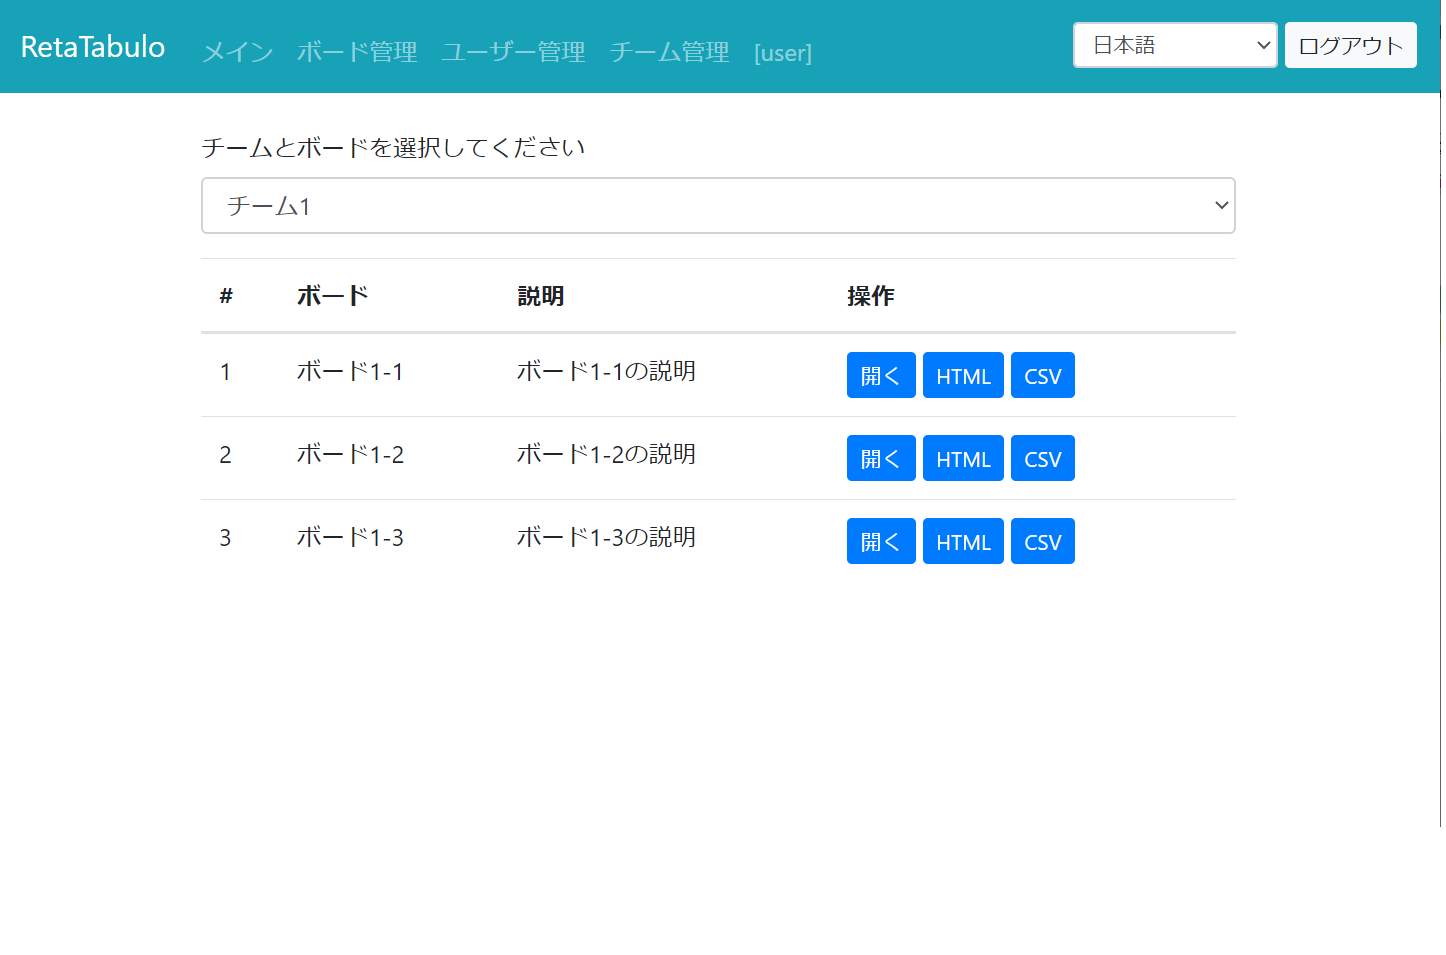 RetaTabulo メイン ボード管理 ユーザー管理 チーム管理 [user] 日本語 ログアウト
チームとボードを選択してください
チーム1
# ボード 説明 操作
1 ボード1-1 ボード1-1の説明 開く HTML CSV
2 ボード1-2 ボード1-2の説明 開く HTML CSV
3 ボード1-3 ボード1-3の説明 開く HTML CSV